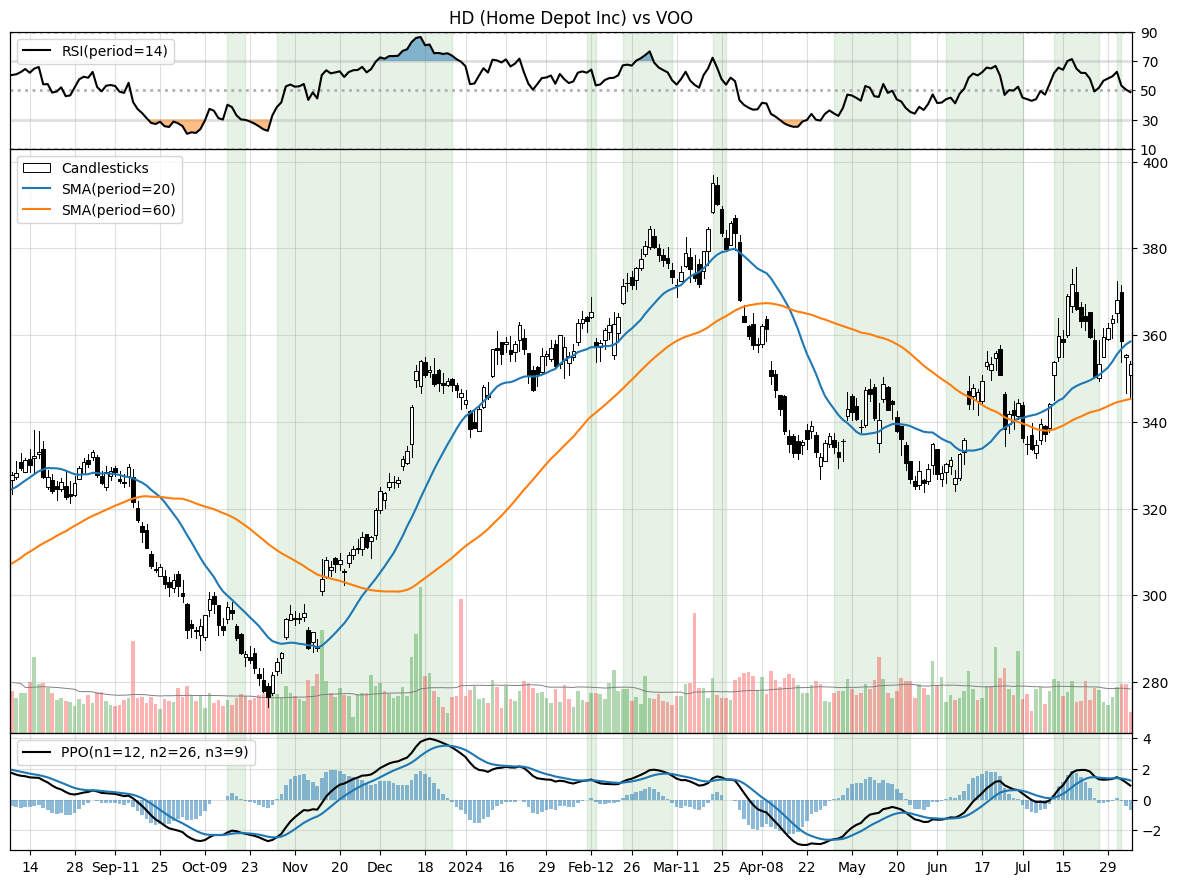 HD (Home Depot Inc) vs VOO
RSI(period=14)
90
70
50
30
10
Candlesticks
SMA(period=20)
SMA(period=60)
400
380
360
340
320
300
280
PPO(n1=12, n2=26, n3=9)
4
2
0
−2
14 28 Sep-11 25 Oct-09 23 Nov 20 Dec 18 2024 16 29 Feb-12 26 Mar-11 25 Apr-08 22 May 20 Jun 17 Jul 15 29